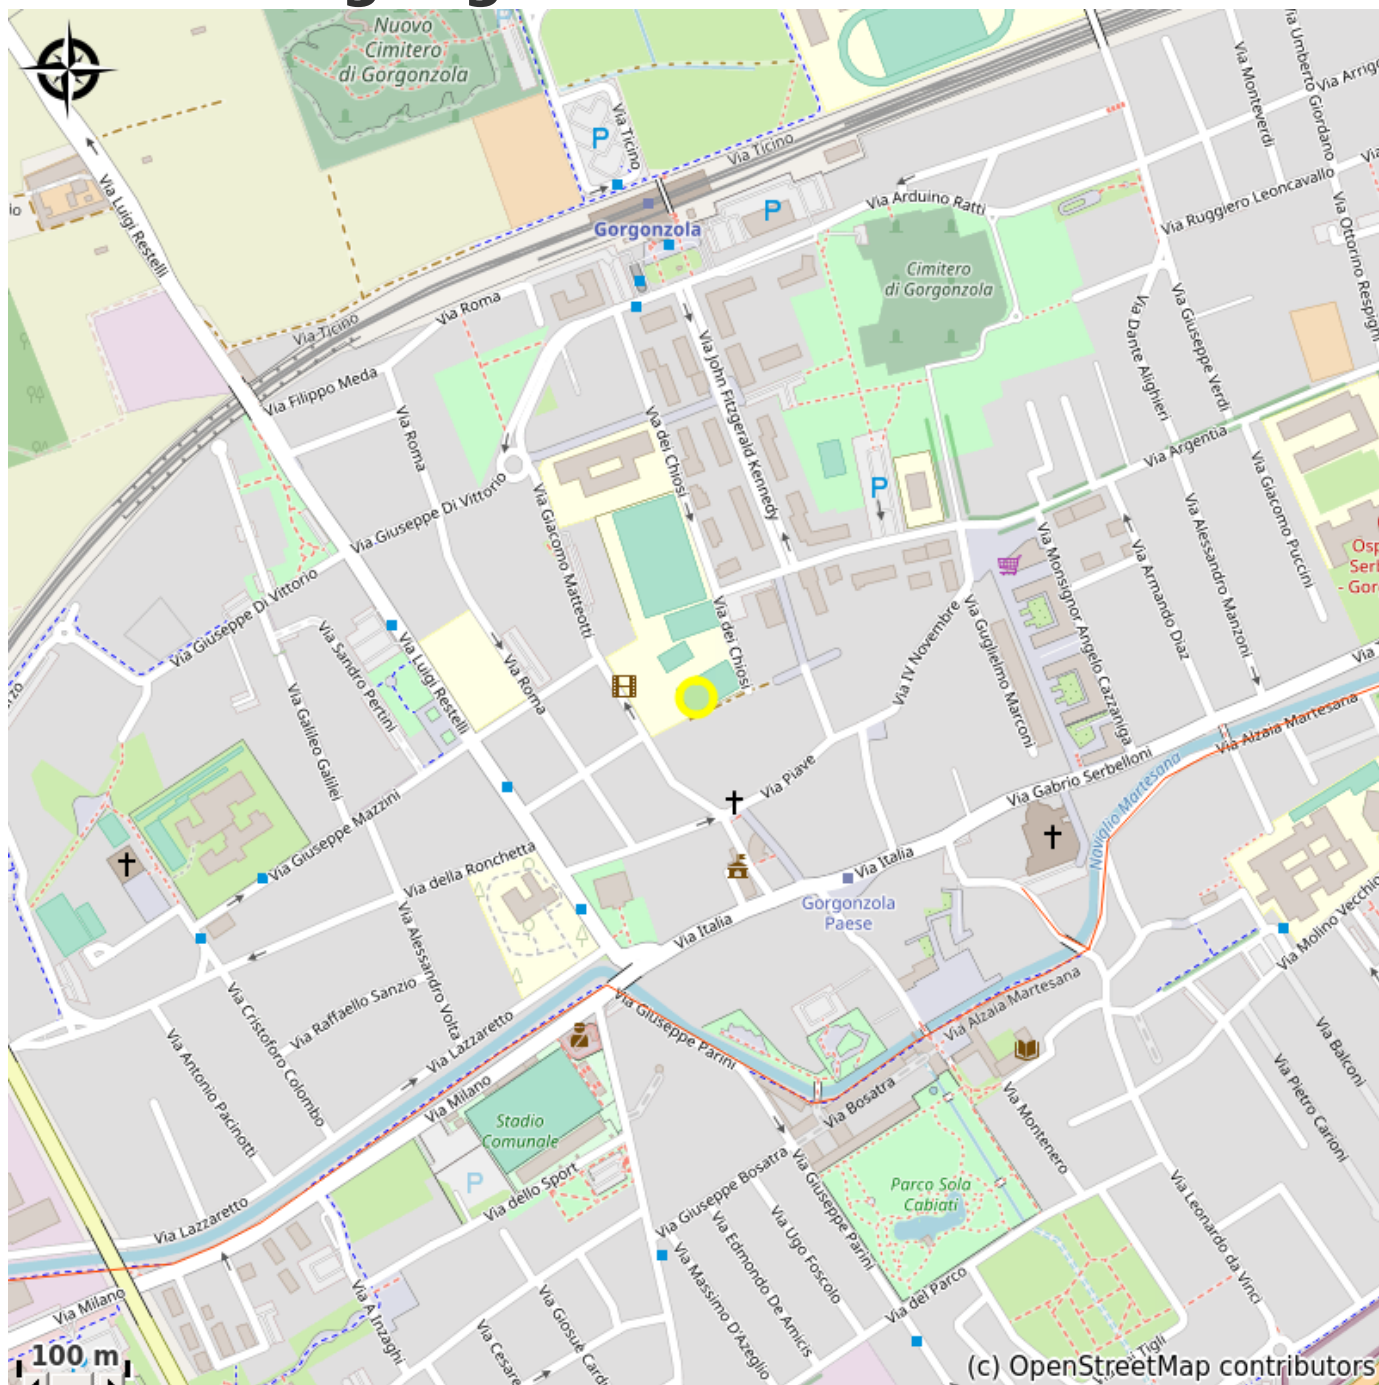 Nuovo
Cimitero
di Gorgonzola
P
Via Ticino
Via Ticino
Via Monteverdi
Via Umberto Giordano
Via Arrigo
Via Luigi Restelli
Gorgonzola
P
Via Arduino Ratti
Via Ruggiero Leoncavallo
Via Ottorino Respighi
Cimitero
di Gorgonzola
Via Roma
Via Ticino
Via Filippo Meda
Via Roma
Via dei Chiosi
Via John Fitzgerald Kennedy
Via Dante Alighieri
Via Giuseppe Verdi
Via Argentia
Via Giuseppe Di Vittorio
Via Giacomo Matteotti
P
Via Monsignor Angelo Cazzaniga
Via Armando Diaz
Via Alessandro Manzoni
Via Giacomo Puccini
Via Giuseppe Di Vittorio
Via Sandro Pertini
Via Luigi Restelli
Via Roma
Via dei Chiosi
Via IV Novembre
Via Guglielmo Marconi
Via Galileo Galilei
Via Giuseppe Mazzini
Via Piave
Via Gabrio Serbelloni
Naviglio Martesana
Via Alzaia Martesana
Via della Ronchetta
Via Italia
Via Italia
Gorgonzola
Paese
Via Molino Vecchio
Via Alessandro Volta
Via Raffaello Sanzio
Via Cristoforo Colombo
Via Antonio Pacinotti
Via Lazzaretto
Via Giuseppe Parini
Via Alzaia Martesana
Via Milano
Stadio
Comunale
P
Via dello Sport
Via Bosatra
Via Montenero
Via Balconi
Via Pietro Carioni
Via Giuseppe Bosatra
Via Giuseppe Parini
Parco Sola
Cabiati
Via Leonardo da Vinci
Via Lazzaretto
Via Milano
Via A Inzaghi
Via Cesare
Via Giosuè Cardu
Via Massimo D'Azeglio
Via Edmondo De Amicis
Via Ugo Foscolo
Via del Parco
Tigli
100 m
(c) OpenStreetMap contributors